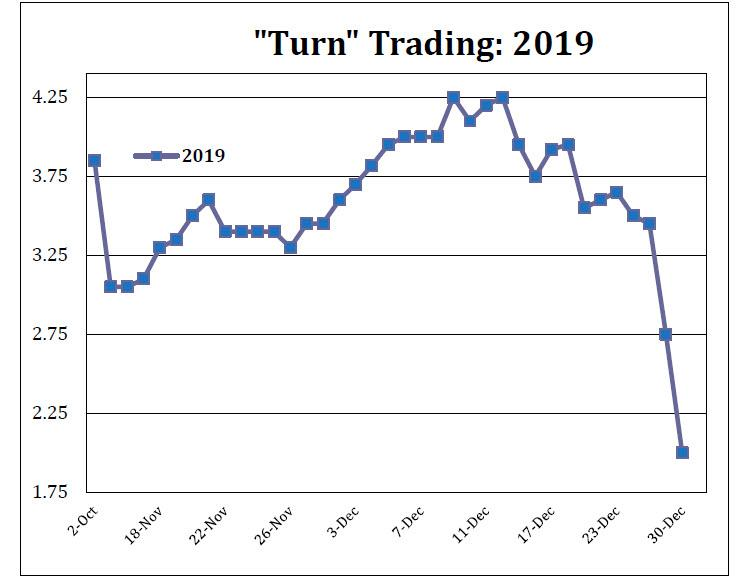 "Turn" Trading: 2019
4.25
3.75
3.25
2.75
2.25
1.75
2019
2-Oct
18-Nov
22-Nov
26-Nov
3-Dec
7-Dec
11-Dec
17-Dec
23-Dec
30-Dec